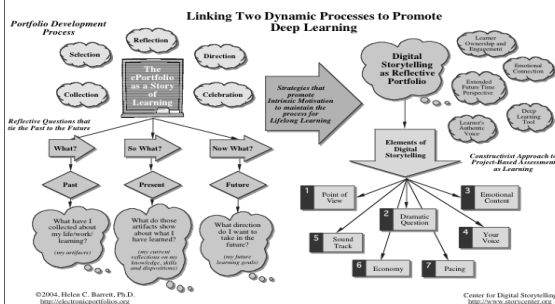 Linking Two Dynamic Processes to Promote
Deep Learning
Portfolio Development
Process
Selection
Reflection
Direction
Collection
Celebration
The
ePortfolio
as a Story
of
Learning
Reflective Questions that
tie the Past to the Future
What?
So What?
Now What?
Past
Present
Future
What have I
collected about
my life/work/
learning?
(my artifacts)
What do those
artifacts show
about what I
have learned?
(my current
reflections on my
knowledge, skills
and dispositions)
What direction
do I want to
take in the
future?
(my future
learning goals)
Strategies that
promote
Intrinsic Motivation
to maintain the
process for
Lifelong Learning
Digital
Storytelling
as Reflective
Portfolio
Learner
Ownership and
Engagement
Emotional
Connection
Extended
Future Time
Perspective
Deep
Learning
Tool
Learner's
Authentic
Voice
Elements of
Digital
Storytelling
Constructivist Approach to
Project-Based Assessment
as Learning
1 Point of
View
2 Dramatic
Question
3 Emotional
Content
4 Your
Voice
5 Sound
Track
6 Economy
7 Pacing
©2004, Helen C. Barrett, Ph.D.
http://electronicportfolios.org
Center for Digital Storytelling
http://www.storycenter.org